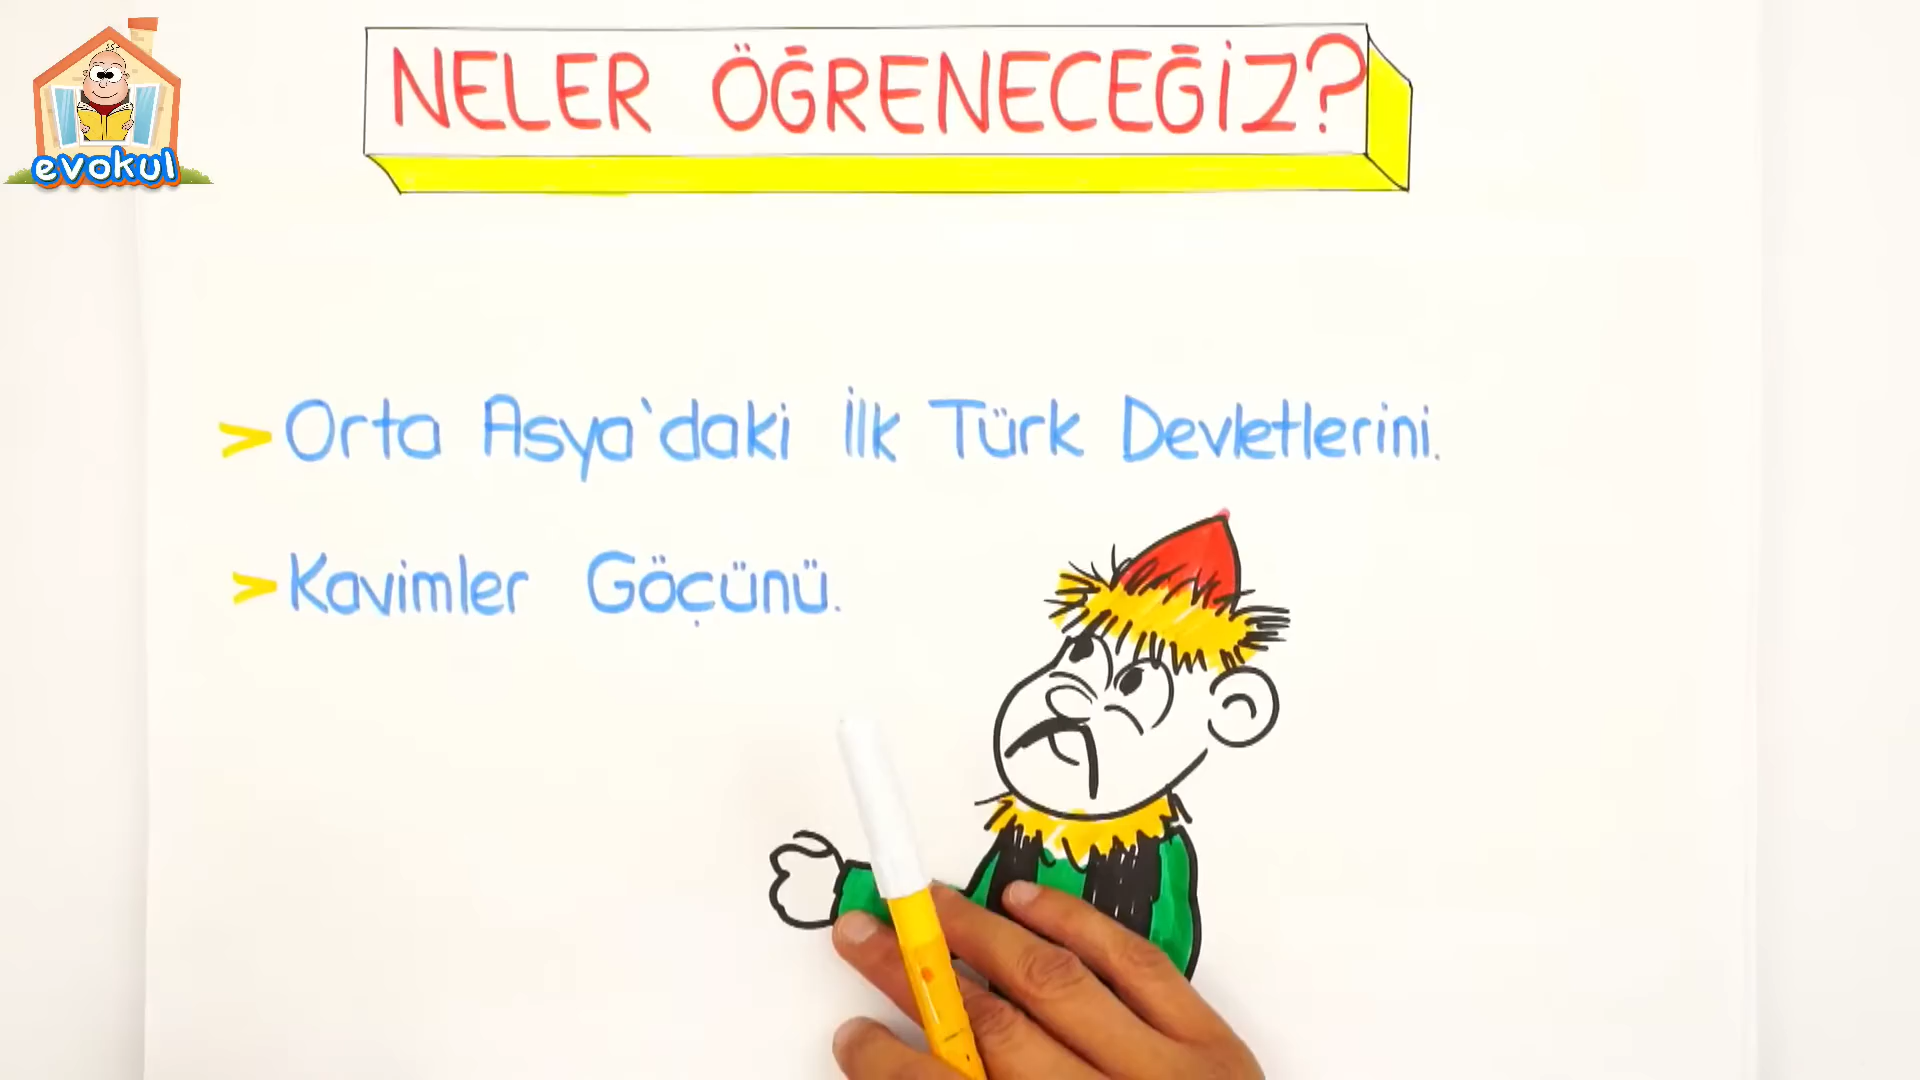 evokul
NELER ÖĞRENECEĞİZ?
> Orta Asya'daki İlk Türk Devletlerini.
> Kavimler Göçünü.